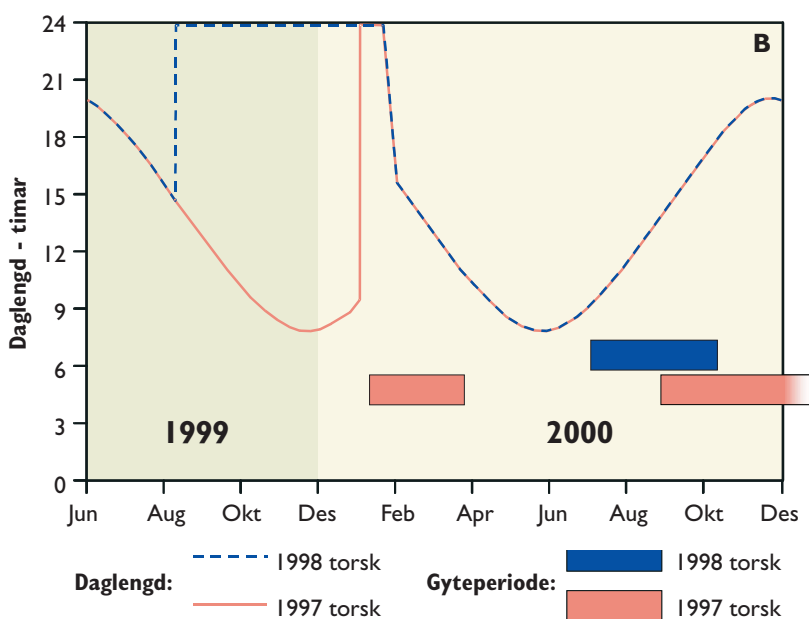 24
B
21
18
15
12
9
6
3
0
Daglengd - timar
1999
2000
Jun Aug Okt Des Feb Apr Jun Aug Okt Des
Daglengd:
1998 torsk
1997 torsk
Gyteperiode:
1998 torsk
1997 torsk